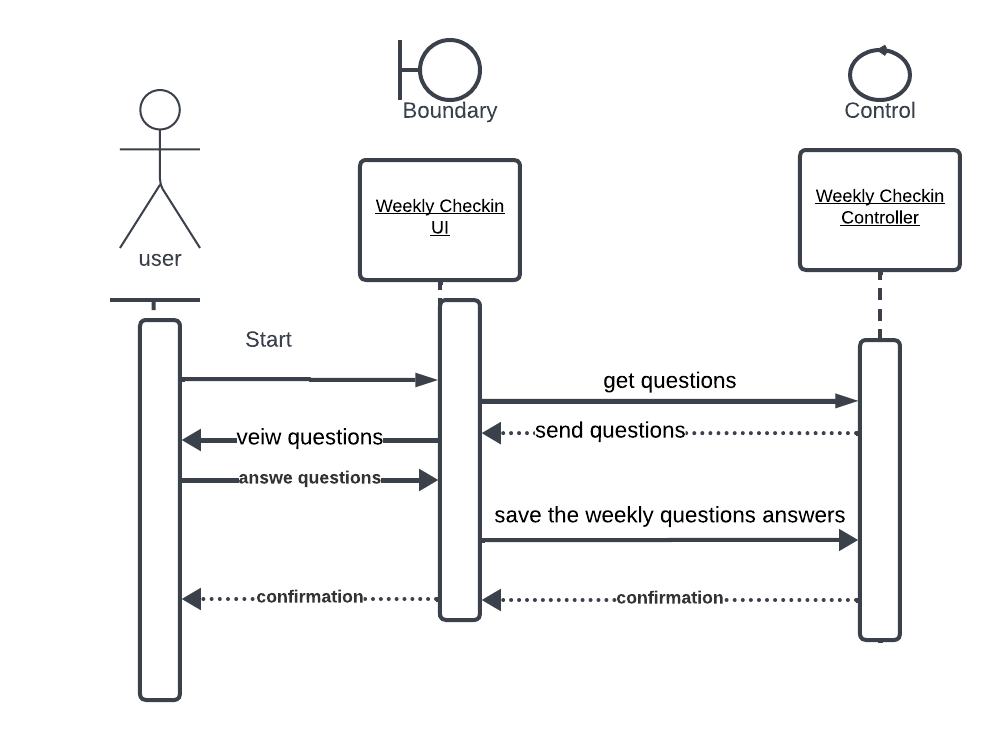 Boundary
Control
Weekly Checkin
UI
Weekly Checkin
Controller
user
Start
get questions
veiw questions
send questions
answe questions
save the weekly questions answers
confirmation
confirmation